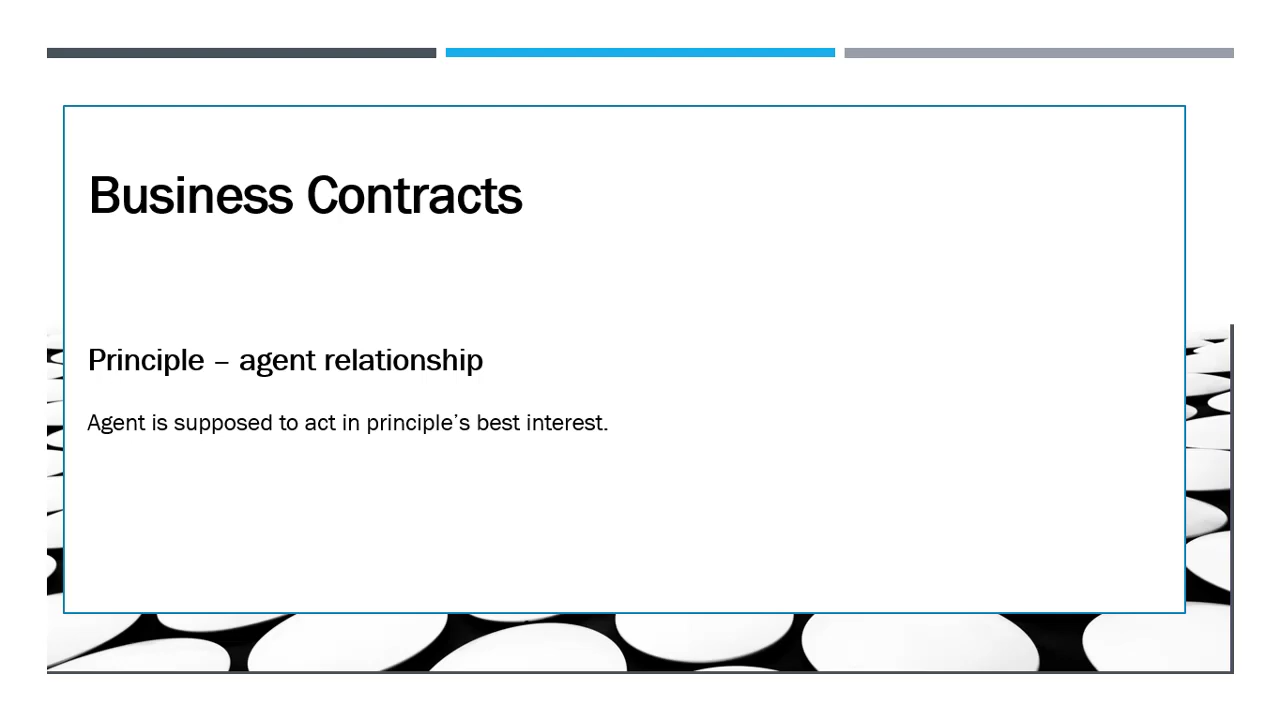 Business Contracts
Principle – agent relationship
Agent is supposed to act in principle’s best interest.